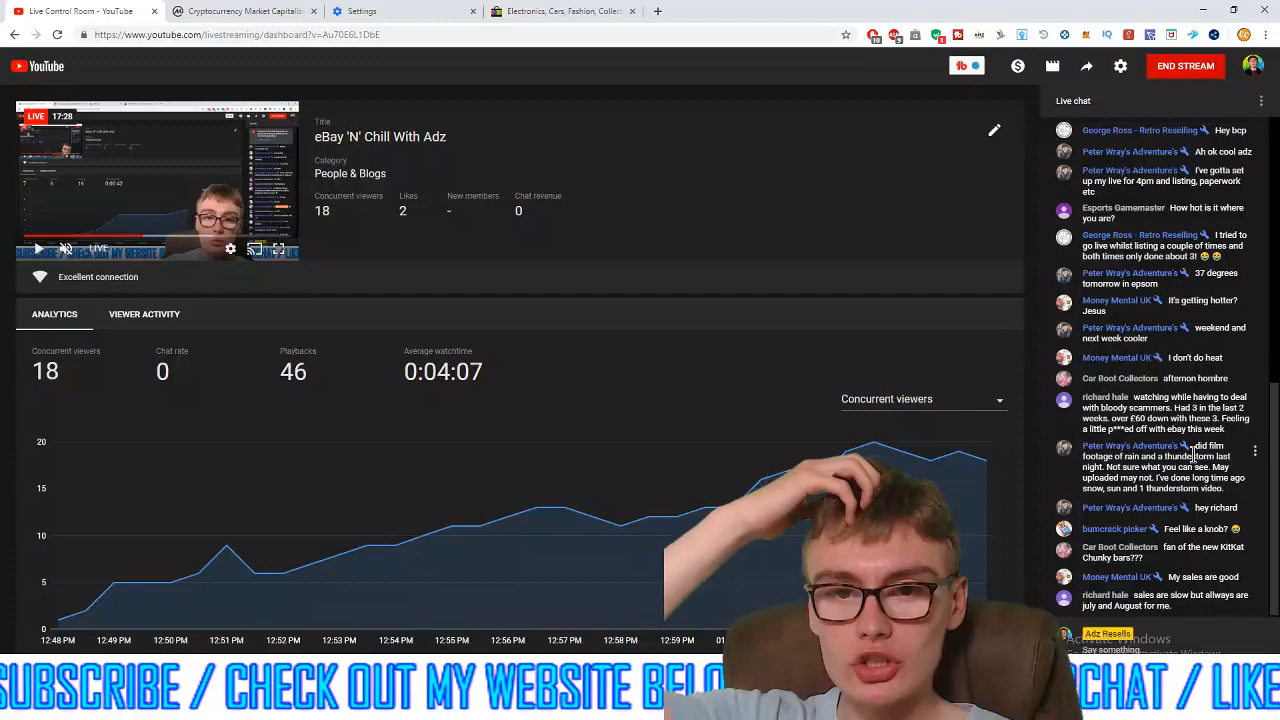 Live Control Room - YouTube
Cryptocurrency Market Capitalis
Settings
Electronics, Cars, Fashion, Collect
youtube.com/livestreaming/dashboard?v=Au70E6L1DbE
YouTube
END STREAM
LIVE 17:28
LIVE
Title
eBay 'N' Chill With Adz
Category
People & Blogs
Concurrent viewers Likes New members Chat revenue
18 2 - 0
Excellent connection
ANALYTICS VIEWER ACTIVITY
Concurrent viewers Chat rate Playbacks Average watchtime
18 0 46 0:04:07
Concurrent viewers
20
15
10
5
0
12:48 PM 12:49 PM 12:50 PM 12:51 PM 12:52 PM 12:53 PM 12:54 PM 12:55 PM 12:56 PM 12:57 PM 12:58 PM 12:59 PM
Live chat
George Ross - Retro Reselling Hey bcp
Peter Wray's Adventure's Ah ok cool adz
Peter Wray's Adventure's I've gotta set
up my live for 4pm and listing, paperwork
etc
Esports Gamemaster How hot is it where
you are?
George Ross - Retro Reselling I tried to
go live whilst listing a couple of times and
both times only done about 3!
Peter Wray's Adventure's 37 degrees
tomorrow in epsom
Money Mental UK It's getting hotter?
Jesus
Peter Wray's Adventure's weekend and
next week cooler
Money Mental UK I don't do heat
Car Boot Collectors afternon hombre
richard hale watching while having to deal
with bloody scammers. Had 3 in the last 2
weeks. over £60 down with these 3. Feeling
a little p***ed off with ebay this week
Peter Wray's Adventure's did film
footage of rain and a thunderstorm last
night. Not sure what you can see. May
uploaded may not. I've done long time ago
snow, sun and 1 thunderstorm video.
Peter Wray's Adventure's hey richard
bumcrack picker Feel like a knob?
Car Boot Collectors fan of the new KitKat
Chunky bars???
Money Mental UK My sales are good
richard hale sales are slow but allways are
july and August for me.
Adz Resells
Say something
Activate Windows
SUBSCRIBE / CHECK OUT MY WEBSITE BELO
CHAT / LIKE